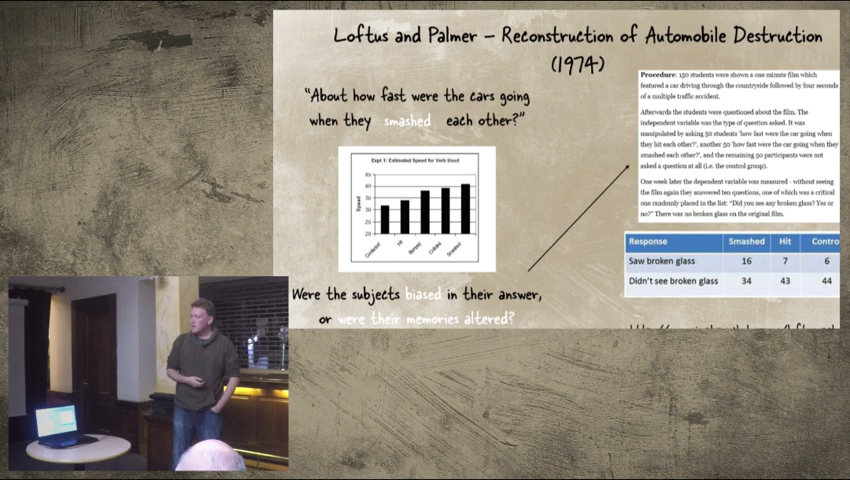 Loftus and Palmer – Reconstruction of Automobile Destruction
(1974)
"About how fast were the cars going
when they smashed each other?"
Expt 1: Estimated Speed for Verb Used
Speed
45
40
35
30
25
20
Contacted
Hit
Bumped
Collided
Smashed
Were the subjects biased in their answer,
or were their memories altered?
Procedure: 150 students were shown a one minute film which
featured a car driving through the countryside followed by four seconds
of a multiple traffic accident.
Afterwards the students were questioned about the film. The
independent variable was the type of question asked. It was
manipulated by asking 50 students 'how fast were the car going when
they hit each other?', another 50 'how fast were the car going when they
smashed each other?', and the remaining 50 participants were not
asked a question at all (i.e. the control group).
One week later the dependent variable was measured - without seeing
the film again they answered ten questions, one of which was a critical
one randomly placed in the list: "Did you see any broken glass? Yes or
no?" There was no broken glass on the original film.
Response Smashed Hit Contro
Saw broken glass 16 7 6
Didn't see broken glass 34 43 44